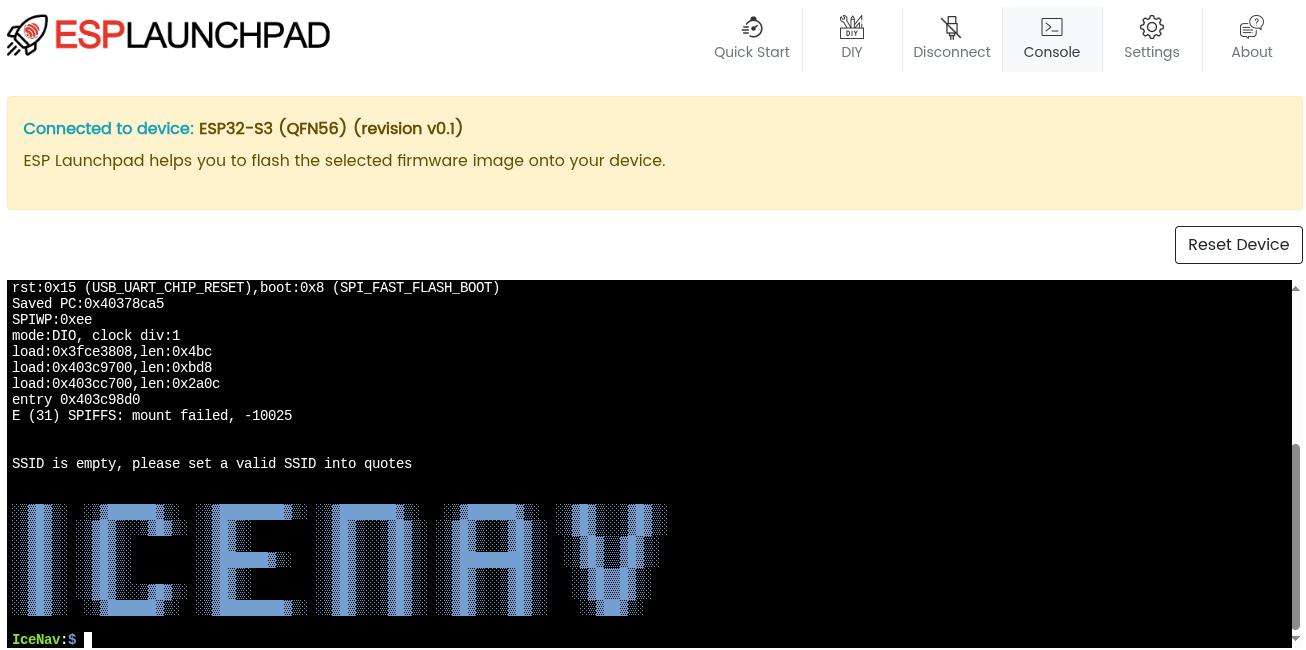 ESPLAUNCHPAD
Quick Start
DIY
DIY
Disconnect
Console
Settings
About
Connected to device: ESP32-S3 (QFN56) (revision v0.1)
ESP Launchpad helps you to flash the selected firmware image onto your device.
Reset Device
rst:0x15 (USB_UART_CHIP_RESET),boot:0x8 (SPI_FAST_FLASH_BOOT)
Saved PC:0x40378ca5
SPIWP:0xee
mode:DIO, clock div:1
load:0x3fce3808,len:0x4bc
load:0x403c9700,len:0xbd8
load:0x403cc700,len:0x2a0c
entry 0x403c98d0
E (31) SPIFFS: mount failed, -10025
SSID is empty, please set a valid SSID into quotes
ICENAV
IceNav:$